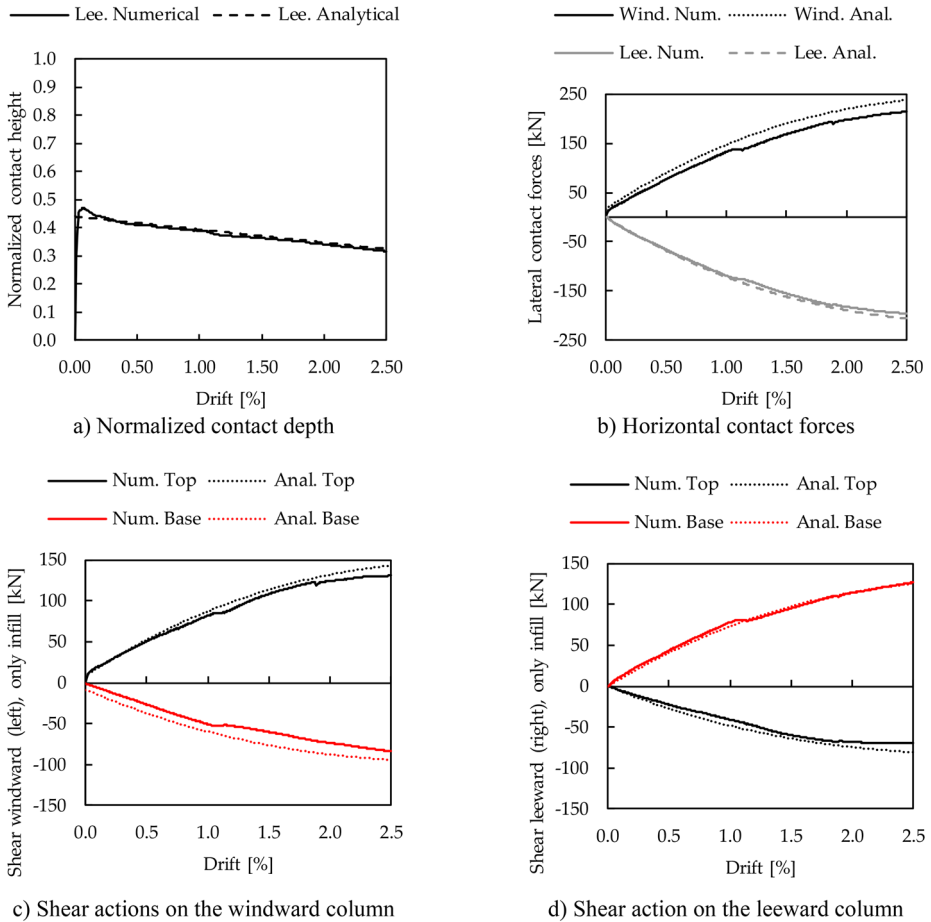 Lee. Numerical
Lee. Analytical
Normalized contact height
1.0
0.9
0.8
0.7
0.6
0.5
0.4
0.3
0.2
0.1
0.0
0.00
0.50
1.00
1.50
2.00
2.50
Drift [%]
a) Normalized contact depth
Wind. Num.
Wind. Anal.
Lee. Num.
Lee. Anal.
Lateral contact forces [kN]
250
150
50
-50
-150
-250
0.00
0.50
1.00
1.50
2.00
2.50
Drift [%]
b) Horizontal contact forces
Num. Top
Anal. Top
Num. Base
Anal. Base
Shear windward (left), only infill [kN]
150
100
50
0
-50
-100
-150
0.0
0.5
1.0
1.5
2.0
2.5
Drift [%]
c) Shear actions on the windward column
Num. Top
Anal. Top
Num. Base
Anal. Base
Shear leeward (right), only infill [kN]
150
100
50
0
-50
-100
-150
0.0
0.5
1.0
1.5
2.0
2.5
Drift [%]
d) Shear action on the leeward column